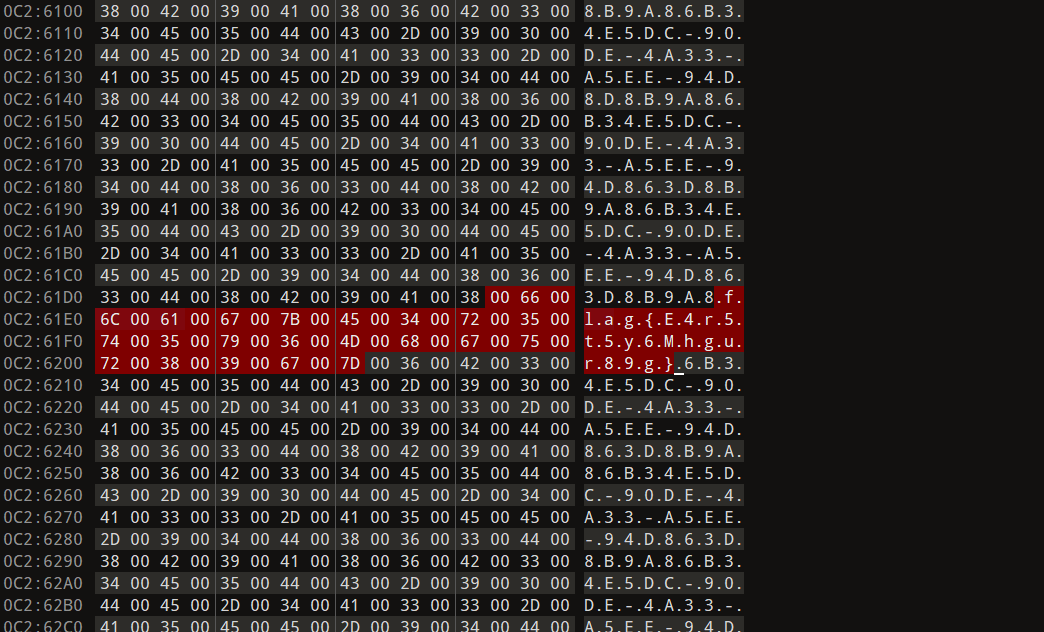 0C2:6100 38 00 42 00 39 00 41 00 38 00 36 00 42 00 33 00 8.B.9.A.8.6.B.3.
0C2:6110 34 00 45 00 35 00 44 00 43 00 2D 00 39 00 30 00 4.E.5.D.C.-.9.0.
0C2:6120 44 00 45 00 2D 00 34 00 41 00 33 00 33 00 2D 00 D.E.-.4.A.3.3.-.
0C2:6130 41 00 35 00 45 00 45 00 2D 00 39 00 34 00 44 00 A.5.E.E.-.9.4.D.
0C2:6140 38 00 44 00 38 00 42 00 39 00 41 00 38 00 36 00 8.D.8.B.9.A.8.6.
0C2:6150 42 00 33 00 34 00 45 00 35 00 44 00 43 00 2D 00 B.3.4.E.5.D.C.-.
0C2:6160 39 00 30 00 44 00 45 00 2D 00 34 00 41 00 33 00 9.0.D.E.-.4.A.3.
0C2:6170 33 00 2D 00 41 00 35 00 45 00 45 00 2D 00 39 00 3.-.A.5.E.E.-.9.
0C2:6180 34 00 44 00 38 00 36 00 33 00 44 00 38 00 42 00 4.D.8.6.3.D.8.B.
0C2:6190 39 00 41 00 38 00 36 00 42 00 33 00 34 00 45 00 9.A.8.6.B.3.4.E.
0C2:61A0 35 00 44 00 43 00 2D 00 39 00 30 00 44 00 45 00 5.D.C.-.9.0.D.E.
0C2:61B0 2D 00 34 00 41 00 33 00 33 00 2D 00 41 00 35 00 -.4.A.3.3.-.A.5.
0C2:61C0 45 00 45 00 2D 00 39 00 34 00 44 00 38 00 36 00 E.E.-.9.4.D.8.6.
0C2:61D0 33 00 44 00 38 00 42 00 39 00 41 00 38 00 66 00 3.D.8.B.9.A.8.f.
0C2:61E0 6C 00 61 00 67 00 7B 00 45 00 34 00 72 00 35 00 l.a.g.{.E.4.r.5.
0C2:61F0 74 00 35 00 79 00 36 00 4D 00 68 00 67 00 75 00 t.5.y.6.M.h.g.u.
0C2:6200 72 00 38 00 39 00 67 00 7D 00 36 00 42 00 33 00 r.8.9.g.}.6.B.3.
0C2:6210 34 00 45 00 35 00 44 00 43 00 2D 00 39 00 30 00 4.E.5.D.C.-.9.0.
0C2:6220 44 00 45 00 2D 00 34 00 41 00 33 00 33 00 2D 00 D.E.-.4.A.3.3.-.
0C2:6230 41 00 35 00 45 00 45 00 2D 00 39 00 34 00 44 00 A.5.E.E.-.9.4.D.
0C2:6240 38 00 36 00 33 00 44 00 38 00 42 00 39 00 41 00 8.6.3.D.8.B.9.A.
0C2:6250 38 00 36 00 42 00 33 00 34 00 45 00 35 00 44 00 8.6.B.3.4.E.5.D.
0C2:6260 43 00 2D 00 39 00 30 00 44 00 45 00 2D 00 34 00 C.-.9.0.D.E.-.4.
0C2:6270 41 00 33 00 33 00 2D 00 41 00 35 00 45 00 45 00 A.3.3.-.A.5.E.E.
0C2:6280 2D 00 39 00 34 00 44 00 38 00 36 00 33 00 44 00 -.9.4.D.8.6.3.D.
0C2:6290 38 00 42 00 39 00 41 00 38 00 36 00 42 00 33 00 8.B.9.A.8.6.B.3.
0C2:62A0 34 00 45 00 35 00 44 00 43 00 2D 00 39 00 30 00 4.E.5.D.C.-.9.0.
0C2:62B0 44 00 45 00 2D 00 34 00 41 00 33 00 33 00 2D 00 D.E.-.4.A.3.3.-.
0C2:62C0 41 00 35 00 45 00 45 00 2D 00 39 00 34 00 44 00 A.5.E.E.-.9.4.D.